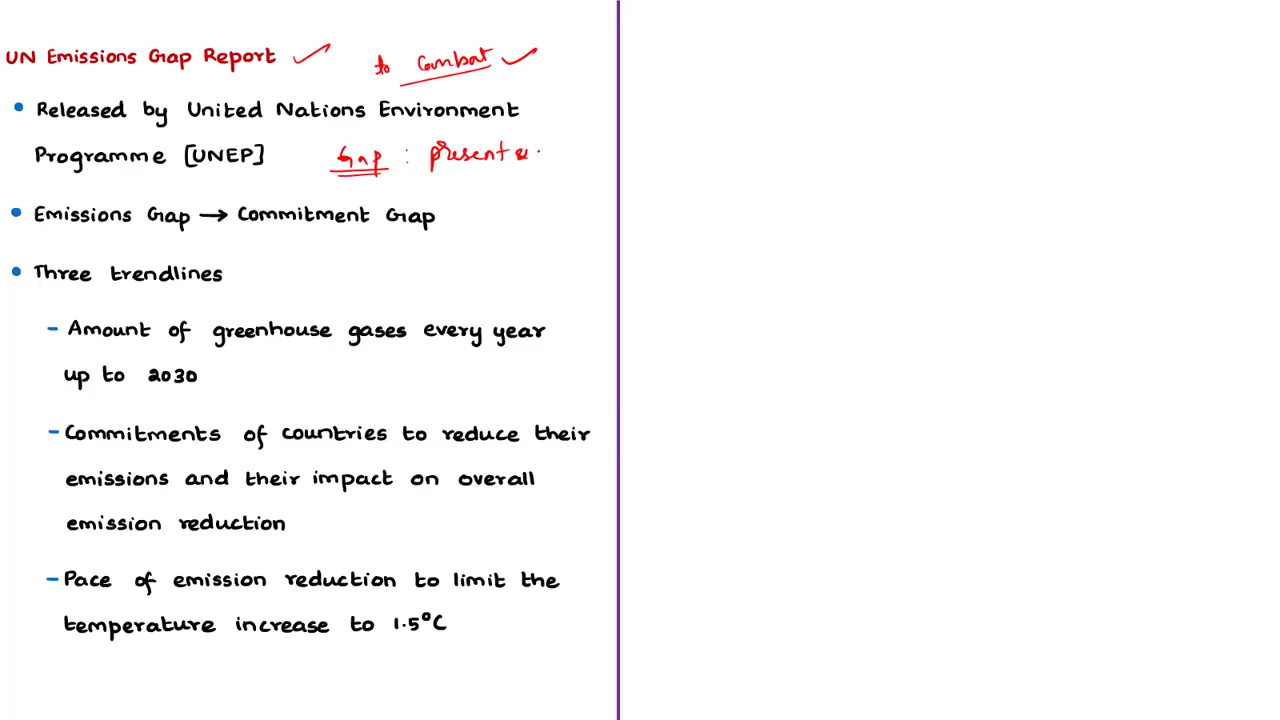 UN Emissions Gap Report
to Combat
• Released by United Nations Environment
Programme [UNEP]
Gap : present &
• Emissions Gap → Commitment Gap
• Three trendlines
- Amount of greenhouse gases every year
up to 2030
- Commitments of countries to reduce their
emissions and their impact on overall
emission reduction
- Pace of emission reduction to limit the
temperature increase to 1.5°C